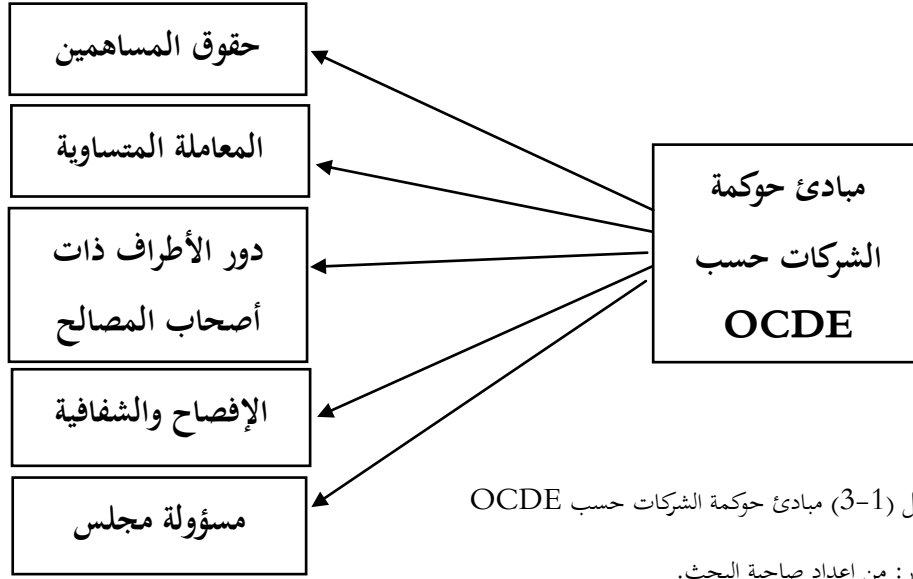 مبادئ حوكمة
الشركات حسب
OCDE
حقوق المساهمين
المعاملة المتساوية
دور الأطراف ذات
أصحاب المصالح
الإفصاح والشفافية
مسؤولة مجلس
ل (1-3) مبادئ حوكمة الشركات حسب OCDE
ر: من إعداد صاحبة البحث.